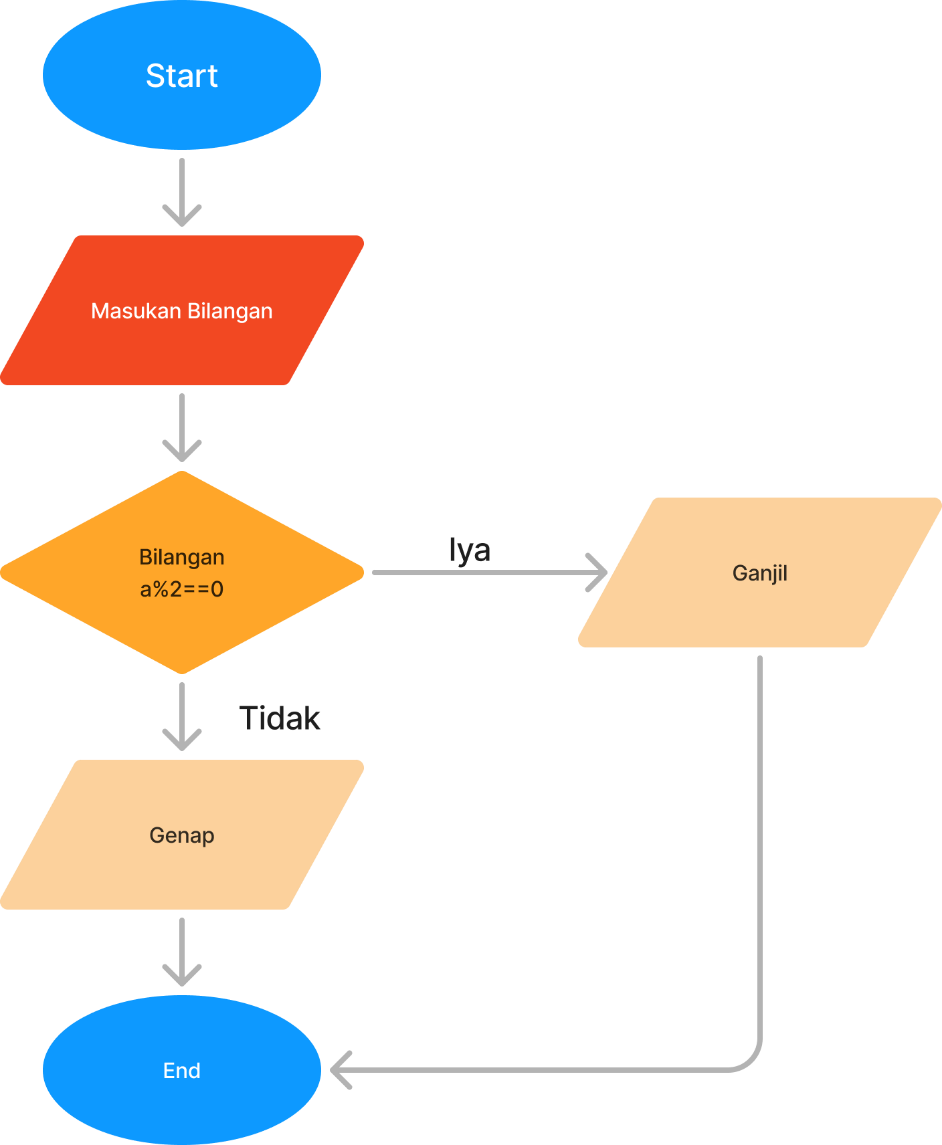 Start
Masukan Bilangan
Bilangan
a%2==0
Iya
Ganjil
Tidak
Genap
End